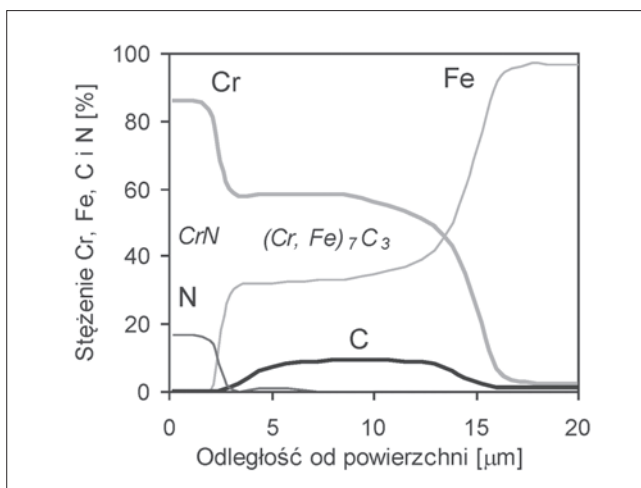 Stężenie Cr, Fe, C i N [%]
100
80
60
40
20
0
Cr
Fe
CrN
(Cr, Fe)7C3
N
C
0 5 10 15 20
Odległość od powierzchni [μm]